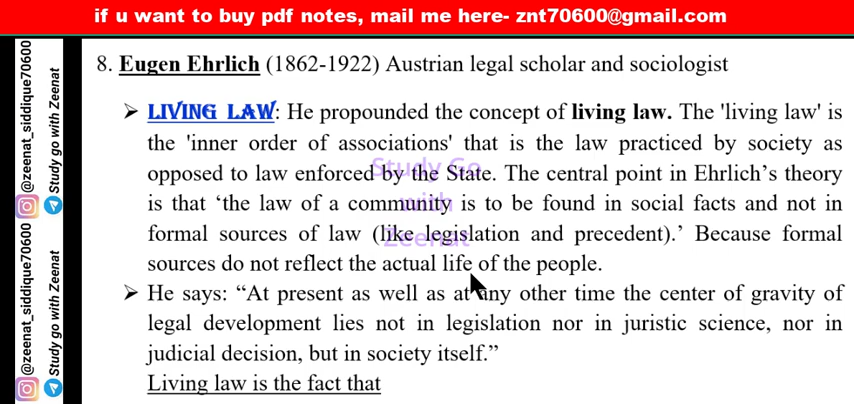 if u want to buy pdf notes, mail me here- znt70600@gmail.com
8. Eugen Ehrlich (1862-1922) Austrian legal scholar and sociologist
➢ LIVING LAW: He propounded the concept of living law. The 'living law' is
the 'inner order of associations' that is the law practiced by society as
opposed to law enforced by the State. The central point in Ehrlich’s theory
is that ‘the law of a community is to be found in social facts and not in
formal sources of law (like legislation and precedent).’ Because formal
sources do not reflect the actual life of the people.
➢ He says: “At present as well as at any other time the center of gravity of
legal development lies not in legislation nor in juristic science, nor in
judicial decision, but in society itself.”
Living law is the fact that
Study Go
with
Zeenat
@zeenat_siddique70600
Study go with Zeenat
@zeenat_siddique70600
Study go with Zeenat